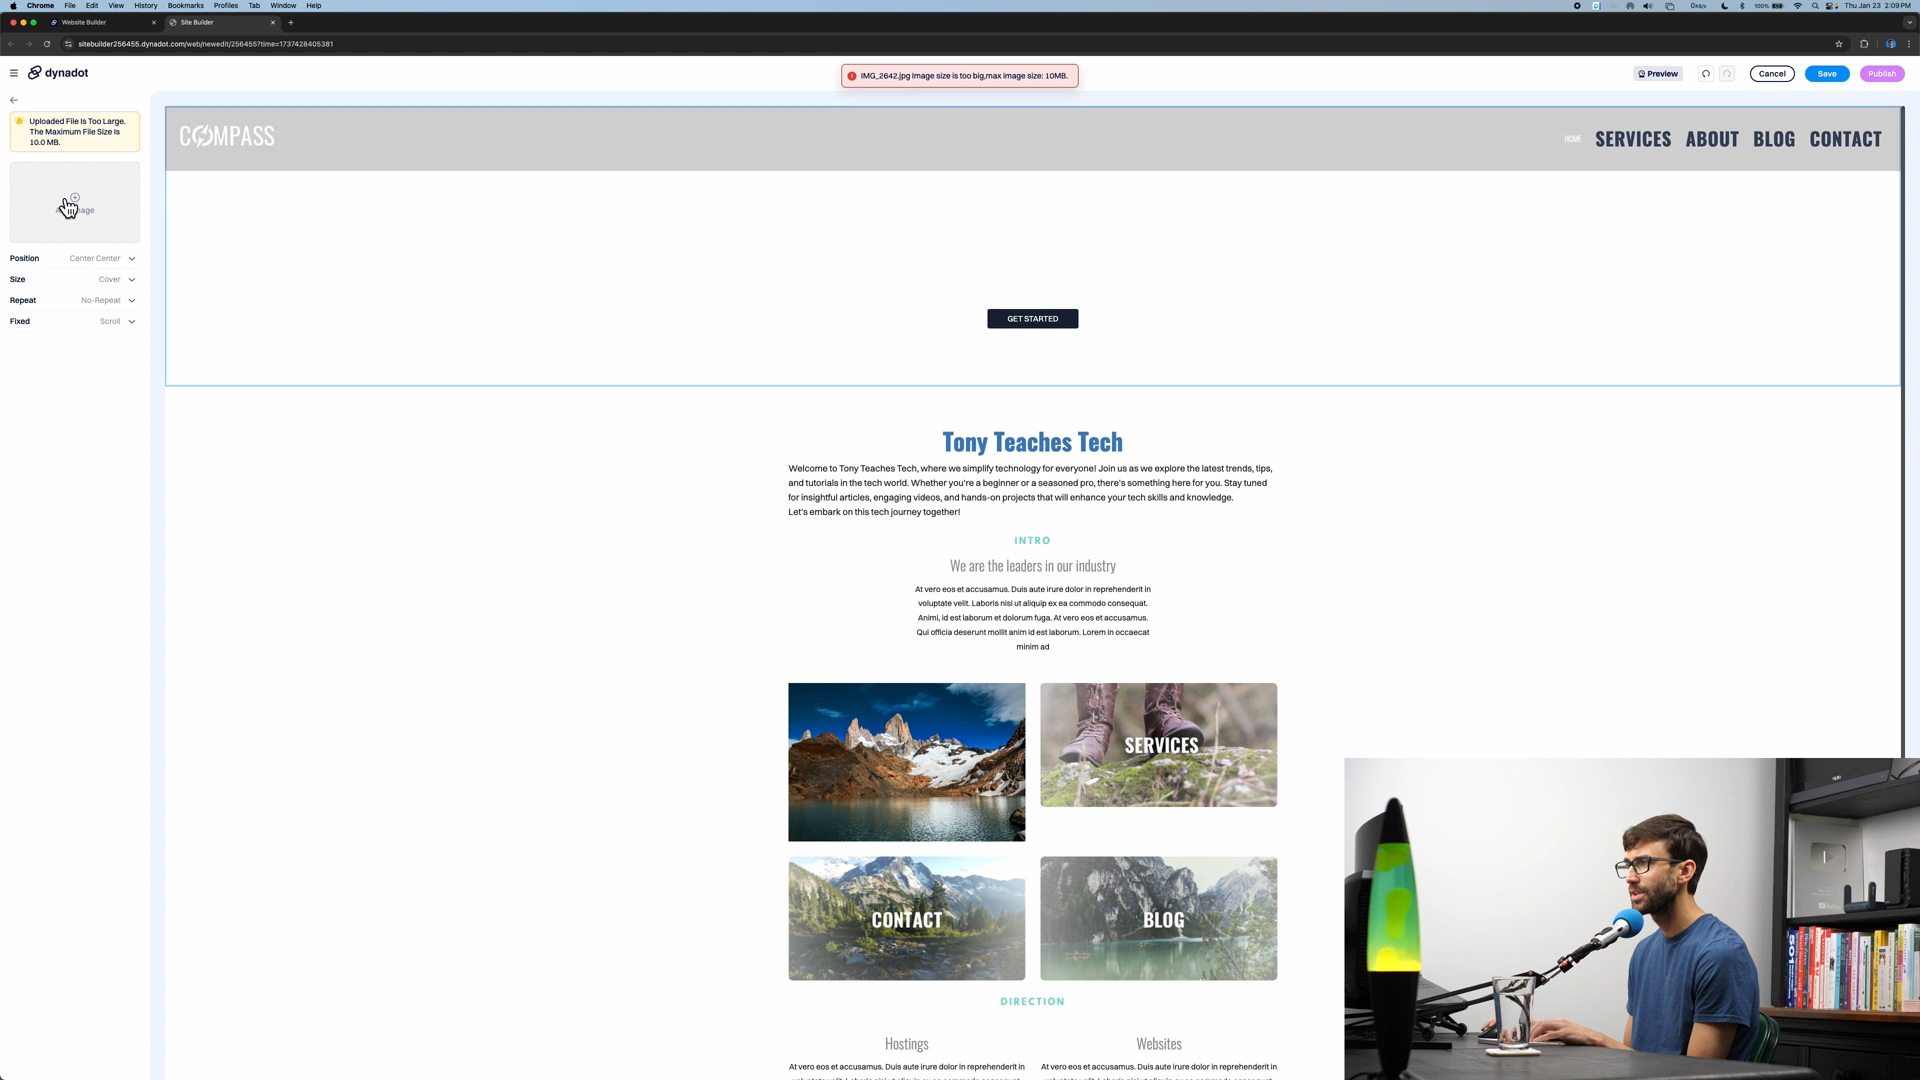 Chrome File Edit View History Bookmarks Profiles Tab Window Help
100% Thu Jan 23 2:09 PM
Website Builder
Site Builder
sitebuilder256455.dynadot.com/web/newedit/256455?time=1737428405381
dynadot
IMG_2642.jpg Image size is too big,max image size: 10MB.
Preview
Cancel
Save
Publish
Uploaded File Is Too Large.
The Maximum File Size Is
10.0 MB.
Position Center Center
Size Cover
Repeat No-Repeat
Fixed Scroll
COMPASS
HOME SERVICES ABOUT BLOG CONTACT
GET STARTED
Tony Teaches Tech
Welcome to Tony Teaches Tech, where we simplify technology for everyone! Join us as we explore the latest trends, tips,
and tutorials in the tech world. Whether you're a beginner or a seasoned pro, there's something here for you. Stay tuned
for insightful articles, engaging videos, and hands-on projects that will enhance your tech skills and knowledge.
Let's embark on this tech journey together!
INTRO
We are the leaders in our industry
At vero eos et accusamus. Duis aute irure dolor in reprehenderit in
voluptate velit. Laboris nisi ut aliquip ex ea commodo consequat.
Animi, id est laborum et dolorum fuga. At vero eos et accusamus.
Qui officia deserunt mollit anim id est laborum. Lorem in occaecat
minim ad
SERVICES
CONTACT
BLOG
DIRECTION
Hostings
Websites
At vero eos et accusamus. Duis aute irure dolor in reprehenderit in
At vero eos et accusamus. Duis aute irure dolor in reprehenderit in